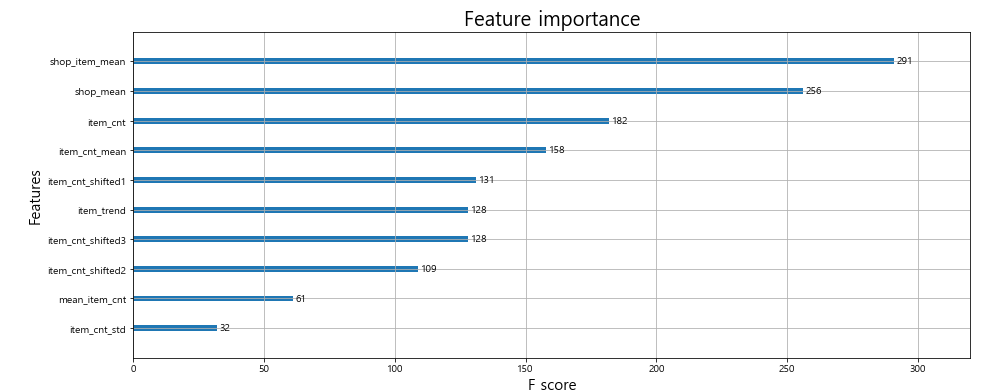 Feature importance
Features
shop_item_mean 291
shop_mean 256
item_cnt 182
item_cnt_mean 158
item_cnt_shifted1 131
item_trend 128
item_cnt_shifted3 128
item_cnt_shifted2 109
mean_item_cnt 61
item_cnt_std 32
0 50 100 150 200 250 300
F score